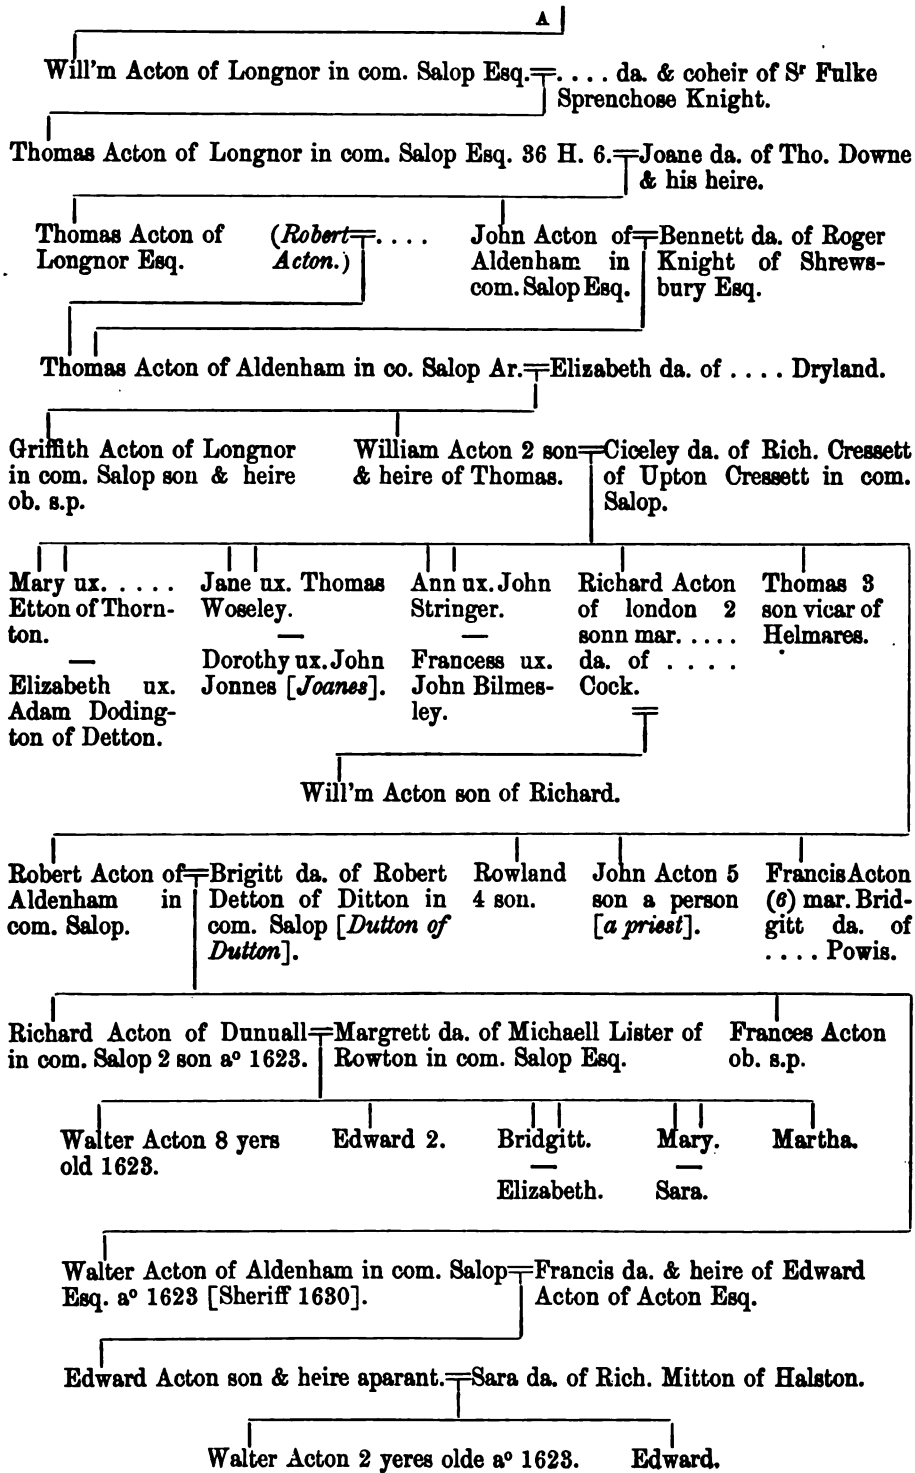 A
Will'm Acton of Longnor in com. Salop Esq. . . . . da. & coheir of Sr Fulke
Sprenchose Knight.
Thomas Acton of Longnor in com. Salop Esq. 36 H. 6. Joane da. of Tho. Downe
& his heire.
Thomas Acton of
Longnor Esq.
(Robert . . . .
Acton.)
John Acton of
Aldenham in
com. Salop Esq.
Bennett da. of Roger
Knight of Shrews-
bury Esq.
Thomas Acton of Aldenham in co. Salop Ar. Elizabeth da. of . . . . Dryland.
Griffith Acton of Longnor
in com. Salop son & heire
ob. s.p.
William Acton 2 son
& heire of Thomas.
Ciceley da. of Rich. Cressett
of Upton Cressett in com.
Salop.
Mary ux. . . . . .
Etton of Thorn-
ton.
—
Elizabeth ux.
Adam Doding-
ton of Detton.
Jane ux. Thomas
Woseley.
—
Dorothy ux. John
Jonnes [Joanes].
Ann ux. John
Stringer.
—
Francess ux.
John Bilmes-
ley.
Richard Acton
of london 2
sonn mar. . . . . .
da. of . . . .
Cock.
Thomas 3
son vicar of
Helmares.
Will'm Acton son of Richard.
Robert Acton of
Aldenham in
com. Salop.
Brigitt da. of Robert
Detton of Ditton in
com. Salop [Dutton of
Dutton].
Rowland
4 son.
John Acton 5
son a person
[a priest].
Francis Acton
(6) mar. Brid-
gitt da. of
. . . . Powis.
Richard Acton of Dunuall
in com. Salop 2 son ao 1623.
Margrett da. of Michaell Lister of
Rowton in com. Salop Esq.
Frances Acton
ob. s.p.
Walter Acton 8 yers
old 1623.
Edward 2.
Bridgitt.
—
Elizabeth.
Mary.
—
Sara.
Martha.
Walter Acton of Aldenham in com. Salop
Esq. ao 1623 [Sheriff 1630].
Francis da. & heire of Edward
Acton of Acton Esq.
Edward Acton son & heire aparant. Sara da. of Rich. Mitton of Halston.
Walter Acton 2 yeres olde ao 1623. Edward.